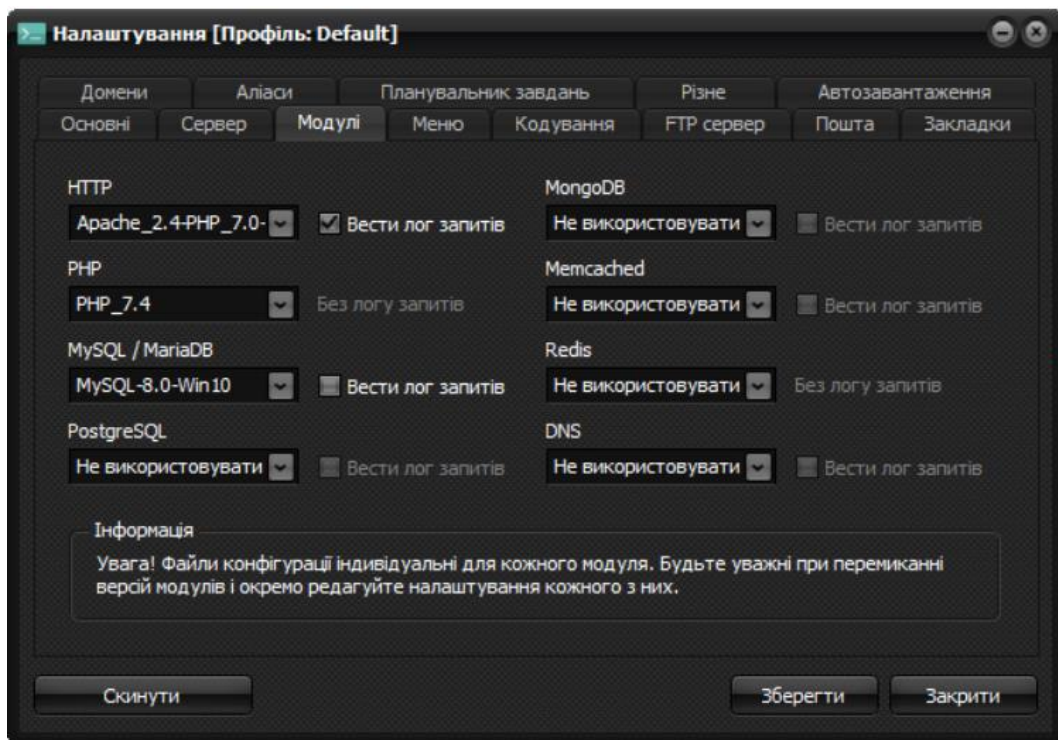 Налаштування [Профіль: Default]
Домени Аліаси Планувальник завдань Різне Автозавантаження
Основні Сервер Модулі Меню Кодування FTP сервер Пошта Закладки
HTTP MongoDB
Apache_2.4-PHP_7.0- Вести лог запитів Не використовувати Вести лог запитів
PHP Memcached
PHP_7.4 Без логу запитів Не використовувати Вести лог запитів
MySQL / MariaDB Redis
MySQL-8.0-Win10 Вести лог запитів Не використовувати Без логу запитів
PostgreSQL DNS
Не використовувати Вести лог запитів Не використовувати Вести лог запитів
Інформація
Увага! Файли конфігурації індивідуальні для кожного модуля. Будьте уважні при перемиканні
версій модулів і окремо редагуйте налаштування кожного з них.
Скинути Зберегти Закрити